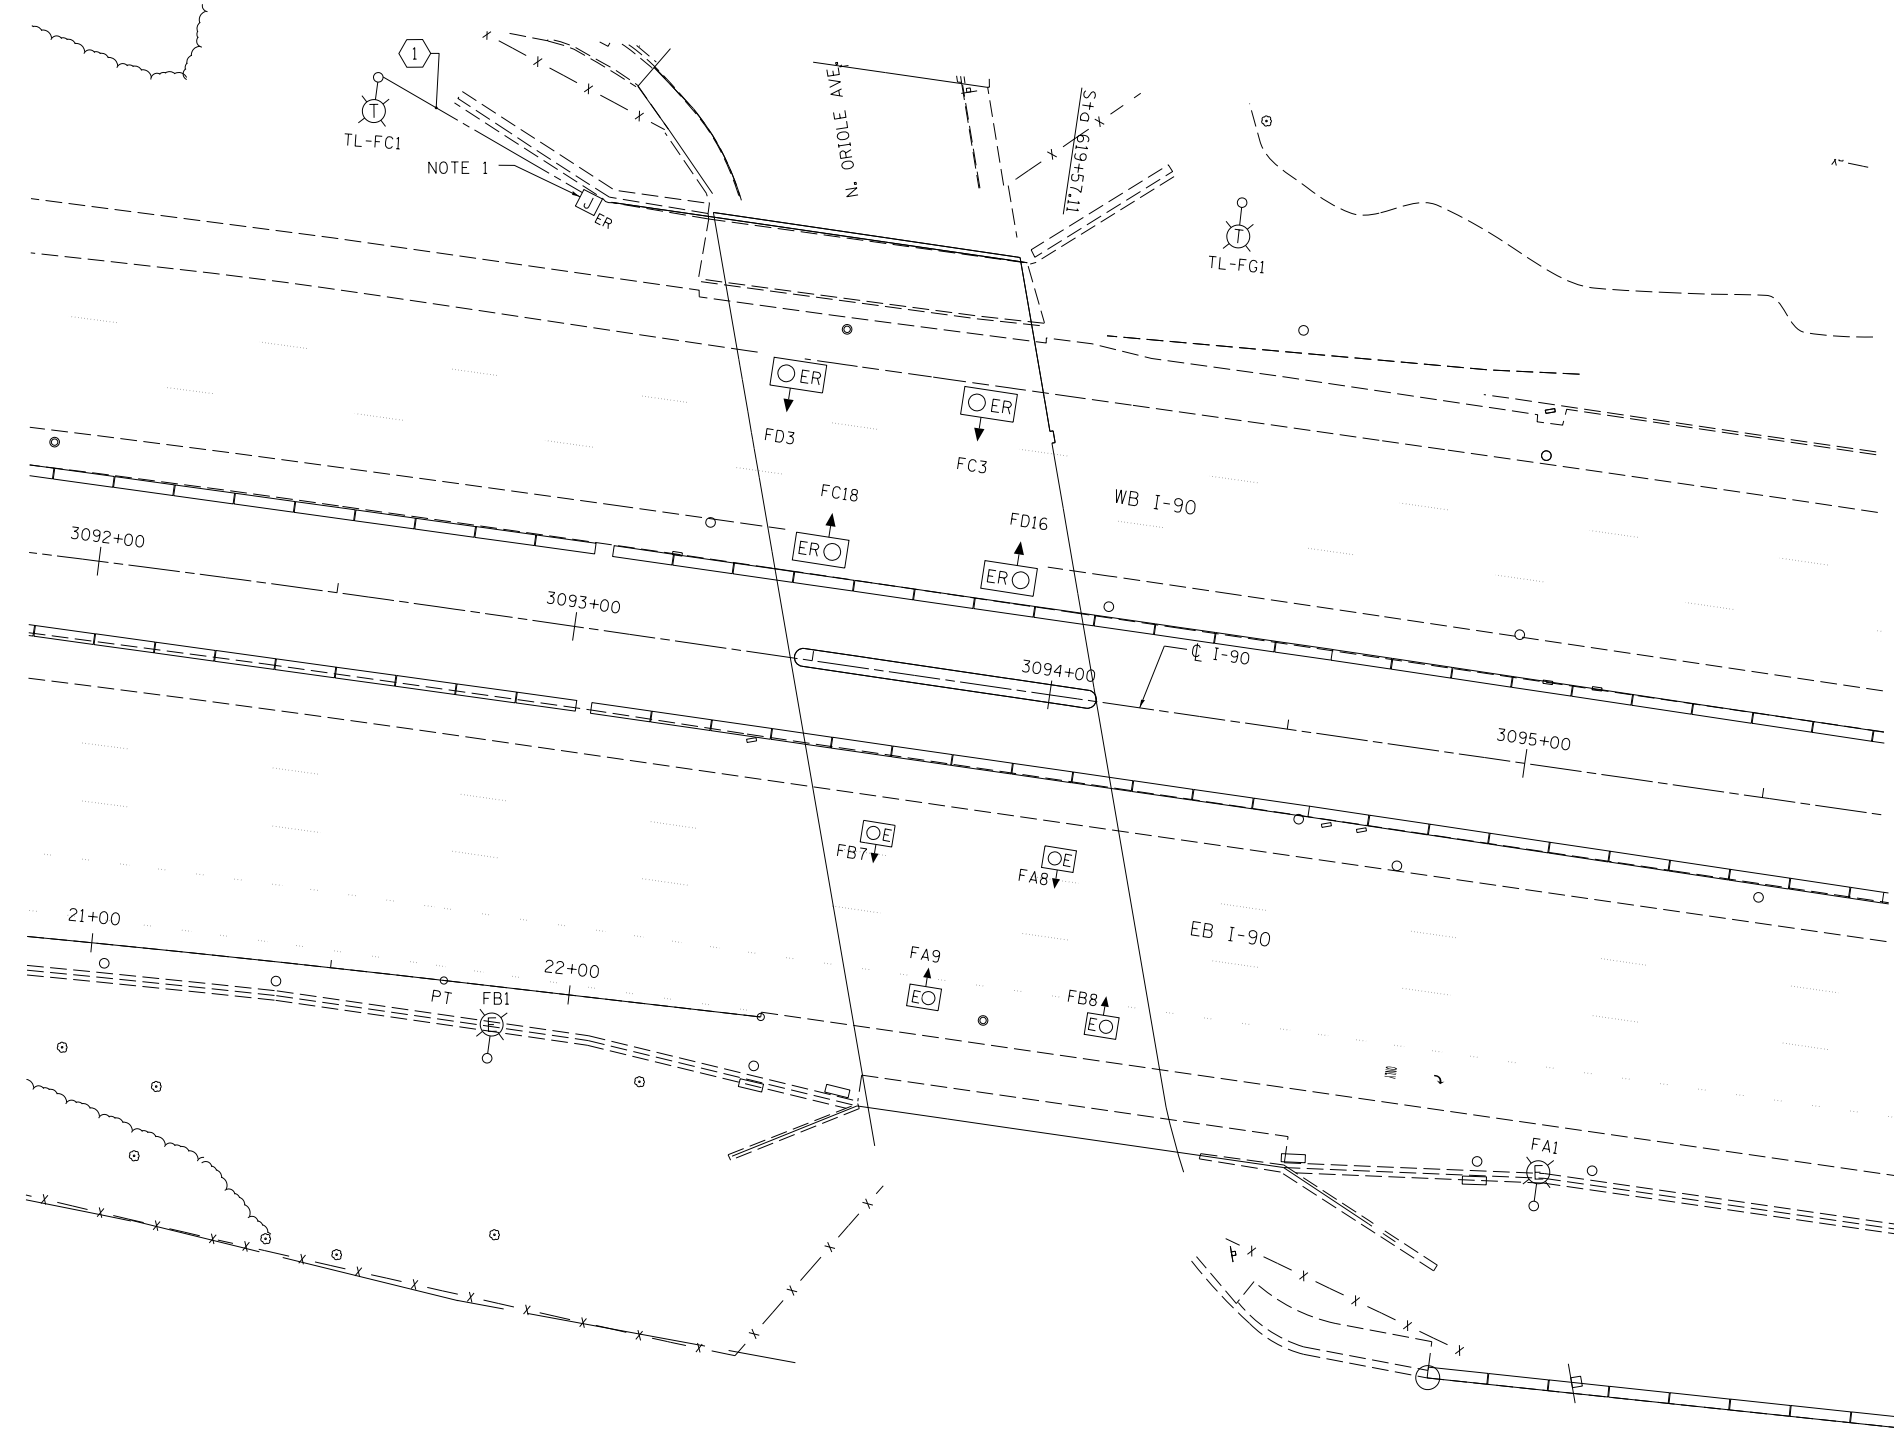 1
T
TL-FC1
NOTE 1
J
ER
N. ORIOLE AVE.
Sta 619+57.11
T
TL-FG1
ER
FD3
ER
FC3
FC18
ER
FD16
ER
WB I-90
3092+00
3093+00
3094+00
℄ I-90
3095+00
E
FB7
E
FA8
EB I-90
21+00
22+00
PT
FB1
E
FA9
E
FB8
E
FA1
E